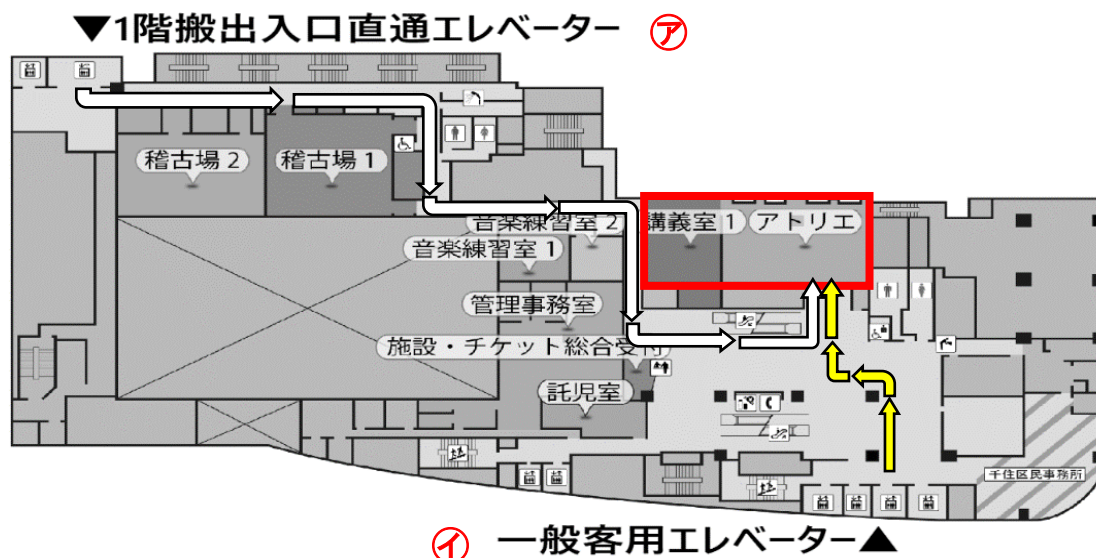 ▼1階搬出入口直通エレベーター ㋐
稽古場 2
稽古場 1
音楽練習室 2
講義室 1
アトリエ
音楽練習室 1
管理事務室
施設・チケット総合受付
託児室
千住区民事務所
㋑ 一般客用エレベーター▲